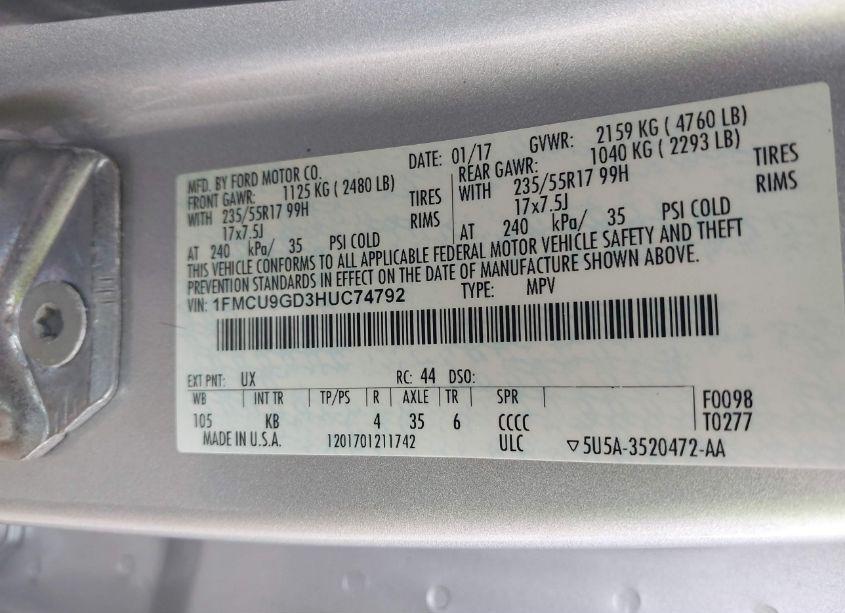 MFD. BY FORD MOTOR CO. DATE: 01/17 GVWR: 2159 KG ( 4760 LB)
FRONT GAWR: 1125 KG ( 2480 LB) REAR GAWR: 1040 KG ( 2293 LB)
WITH 235/55R17 99H TIRES WITH 235/55R17 99H TIRES
17x7.5J RIMS 17x7.5J RIMS
AT 240 kPa/ 35 PSI COLD AT 240 kPa/ 35 PSI COLD
THIS VEHICLE CONFORMS TO ALL APPLICABLE FEDERAL MOTOR VEHICLE SAFETY AND THEFT
PREVENTION STANDARDS IN EFFECT ON THE DATE OF MANUFACTURE SHOWN ABOVE.
VIN: 1FMCU9GD3HUC74792 TYPE: MPV
EXT PNT: UX RC: 44 DSO:
WB INT TR TP/PS R AXLE TR SPR F0098
105 KB 4 35 6 CCCC T0277
MADE IN U.S.A. 1201701211742 ULC ▽5U5A-3520472-AA